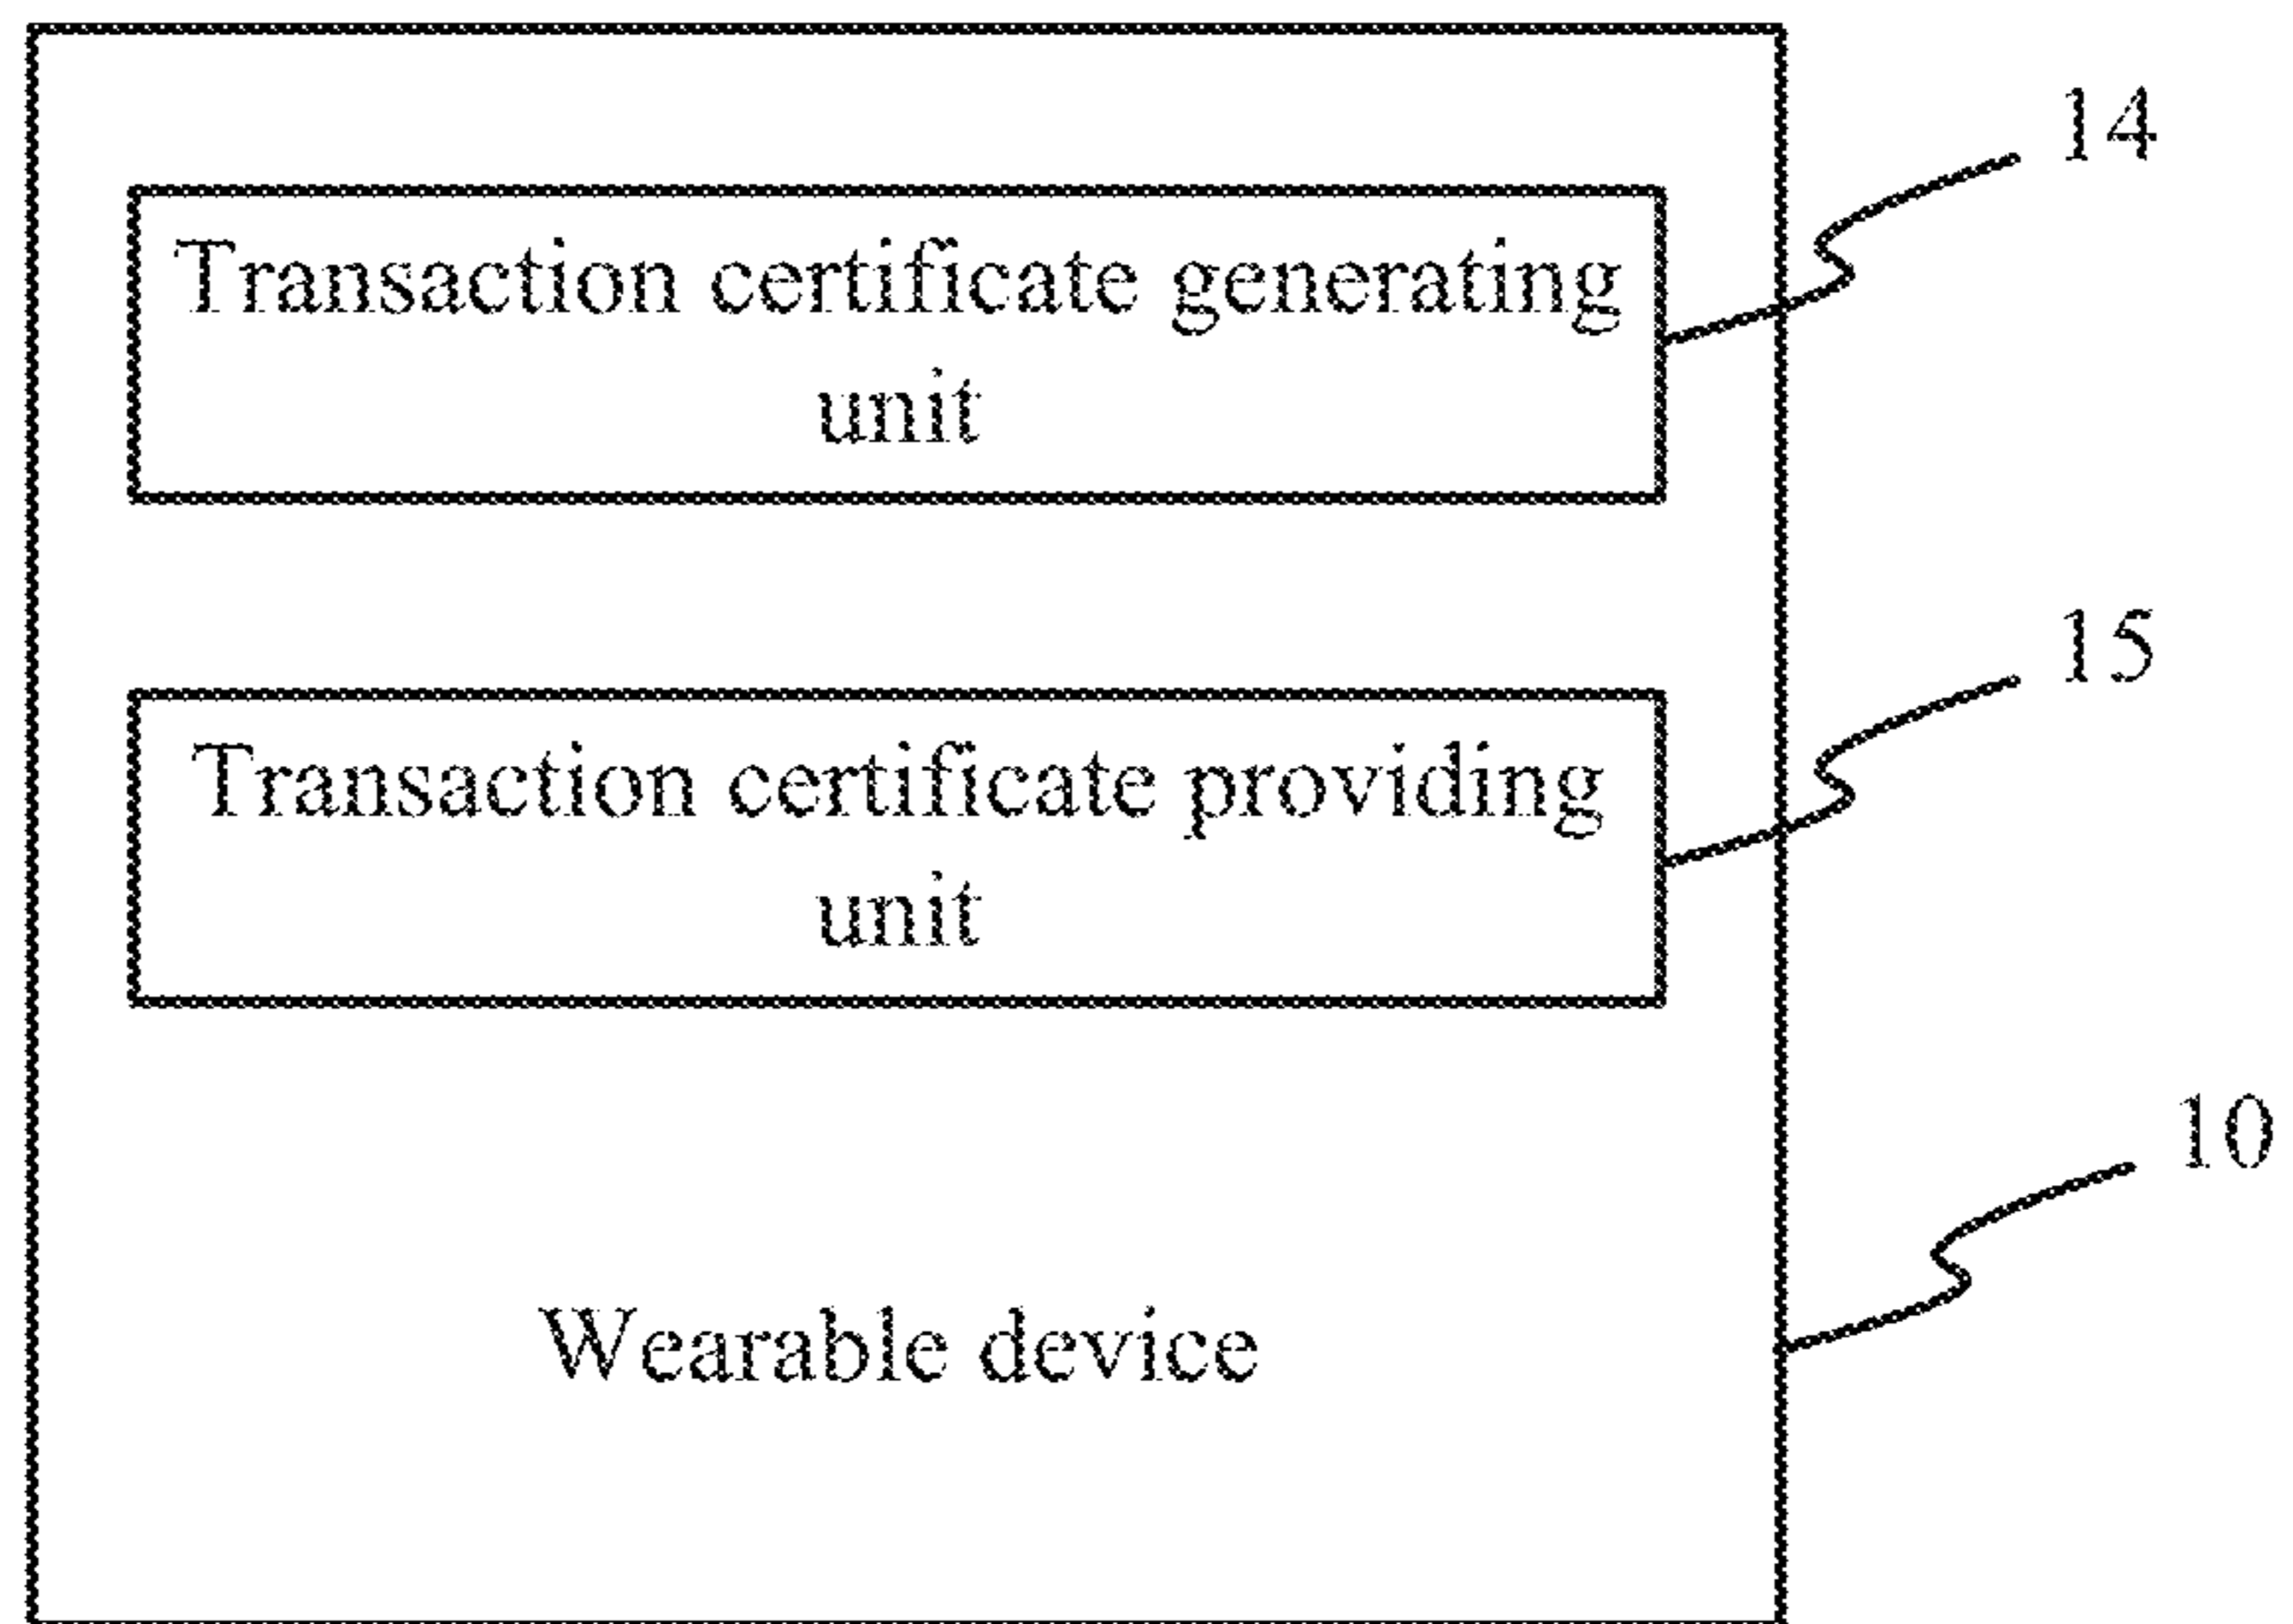 14
Transaction certificate generating
unit
15
Transaction certificate providing
unit
10
Wearable device